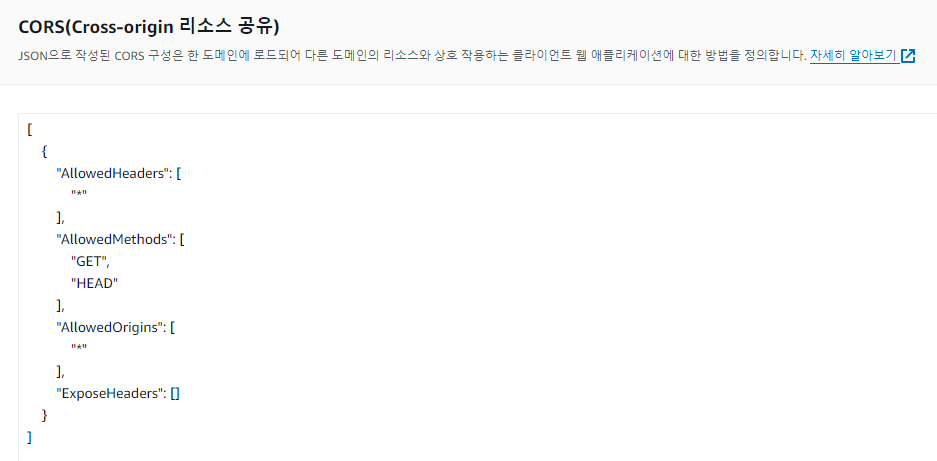 CORS(Cross-origin 리소스 공유)
JSON으로 작성된 CORS 구성은 한 도메인에 로드되어 다른 도메인의 리소스와 상호 작용하는 클라이언트 웹 애플리케이션에 대한 방법을 정의합니다. 자세히 알아보기
[
{
"AllowedHeaders": [
"*"
],
"AllowedMethods": [
"GET",
"HEAD"
],
"AllowedOrigins": [
"*"
],
"ExposeHeaders": []
}
]